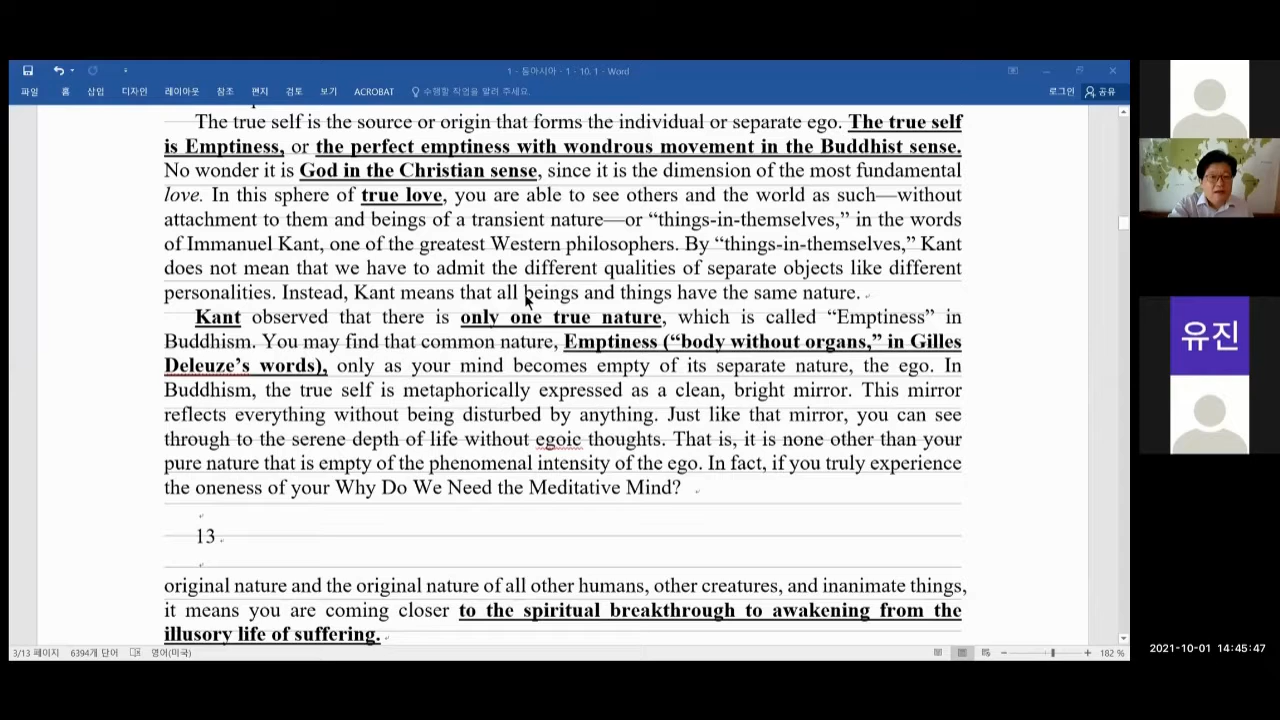 1 - 동아시아 - 1 - 10. 1 - Word
파일 홈 삽입 디자인 레이아웃 참조 편지 검토 보기 ACROBAT 수행할 작업을 알려 주세요. 로그인 공유
The true self is the source or origin that forms the individual or separate ego. The true self
is Emptiness, or the perfect emptiness with wondrous movement in the Buddhist sense.
No wonder it is God in the Christian sense, since it is the dimension of the most fundamental
love. In this sphere of true love, you are able to see others and the world as such—without
attachment to them and beings of a transient nature—or “things-in-themselves,” in the words
of Immanuel Kant, one of the greatest Western philosophers. By “things-in-themselves,” Kant
does not mean that we have to admit the different qualities of separate objects like different
personalities. Instead, Kant means that all beings and things have the same nature.
Kant observed that there is only one true nature, which is called “Emptiness” in
Buddhism. You may find that common nature, Emptiness (“body without organs,” in Gilles
Deleuze’s words), only as your mind becomes empty of its separate nature, the ego. In
Buddhism, the true self is metaphorically expressed as a clean, bright mirror. This mirror
reflects everything without being disturbed by anything. Just like that mirror, you can see
through to the serene depth of life without egoic thoughts. That is, it is none other than your
pure nature that is empty of the phenomenal intensity of the ego. In fact, if you truly experience
the oneness of your Why Do We Need the Meditative Mind?
13
original nature and the original nature of all other humans, other creatures, and inanimate things,
it means you are coming closer to the spiritual breakthrough to awakening from the
illusory life of suffering.
3/13 페이지 6394개 단어 영어(미국) 182 %
유진
2021-10-01 14:45:47